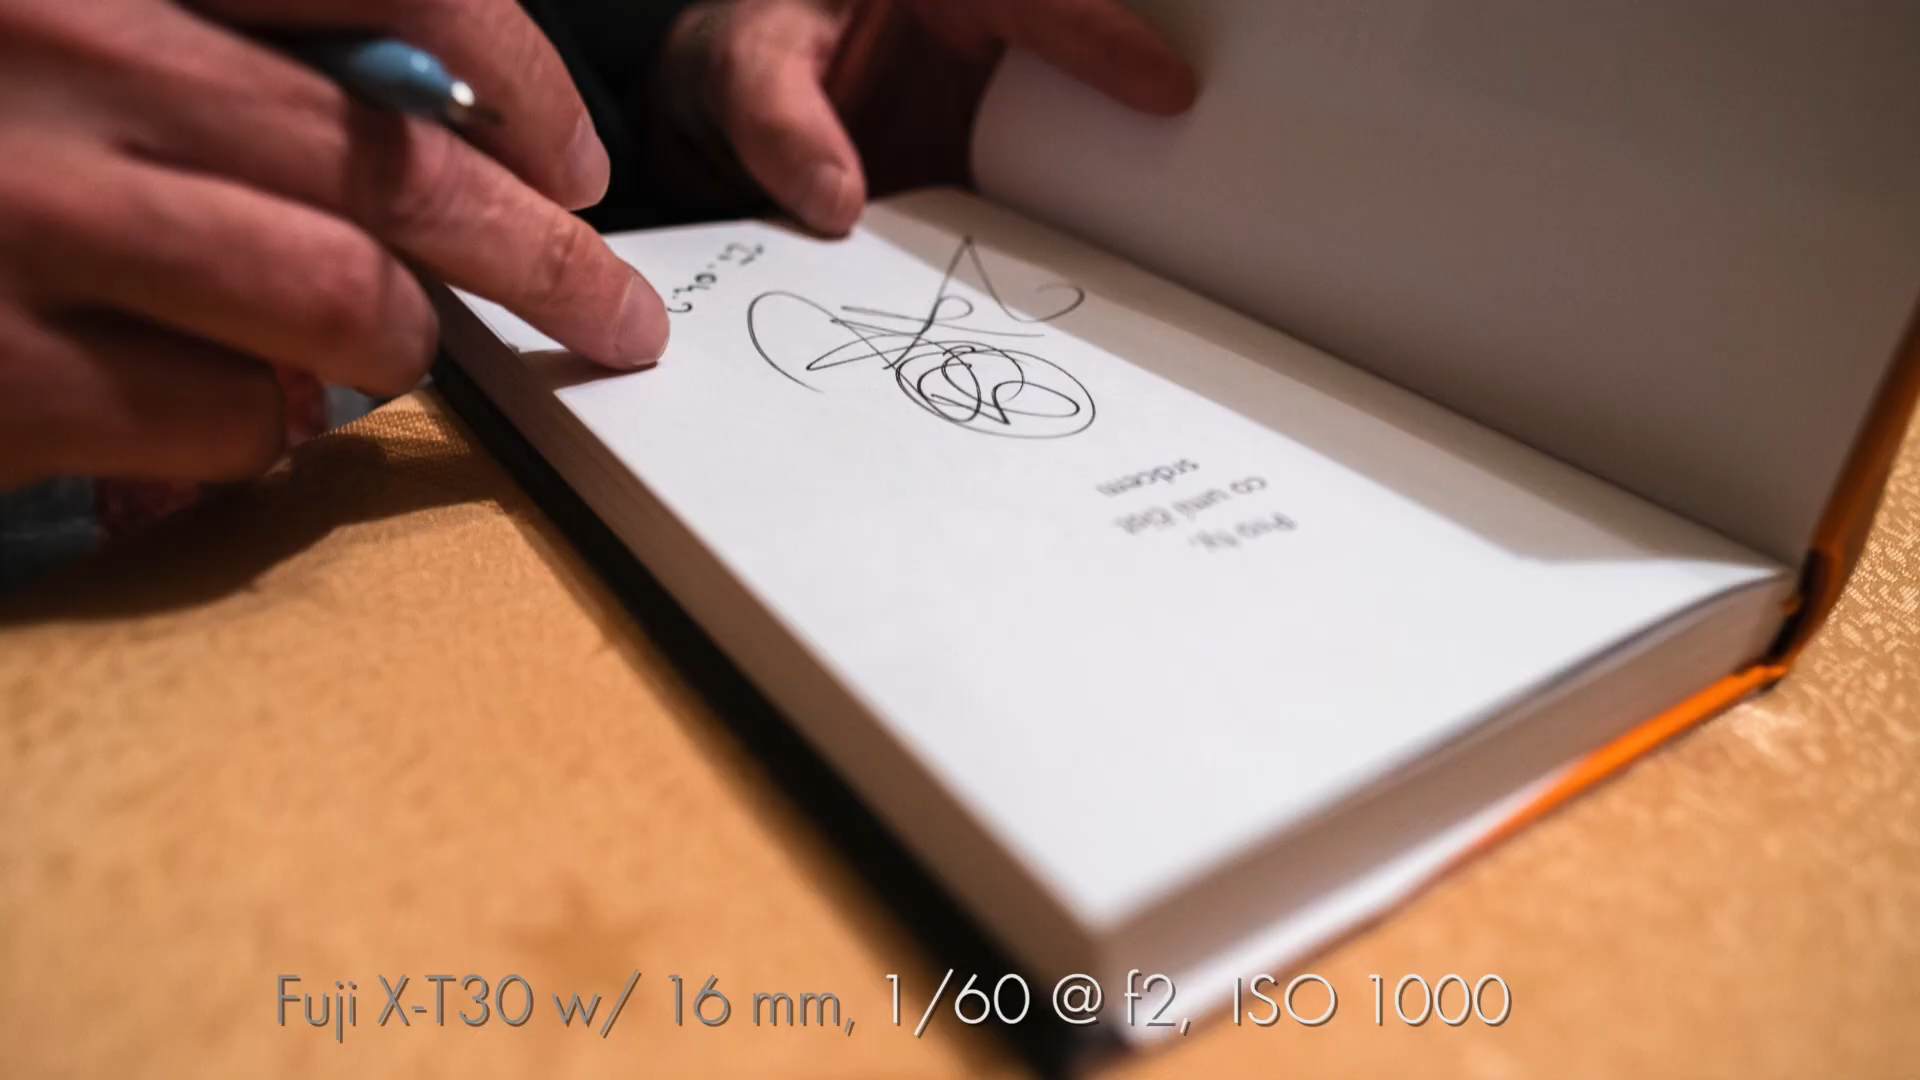 Pro ty,
co umí číst
srdcem
Fuji X-T30 w/ 16 mm, 1/60 @ f2, ISO 1000